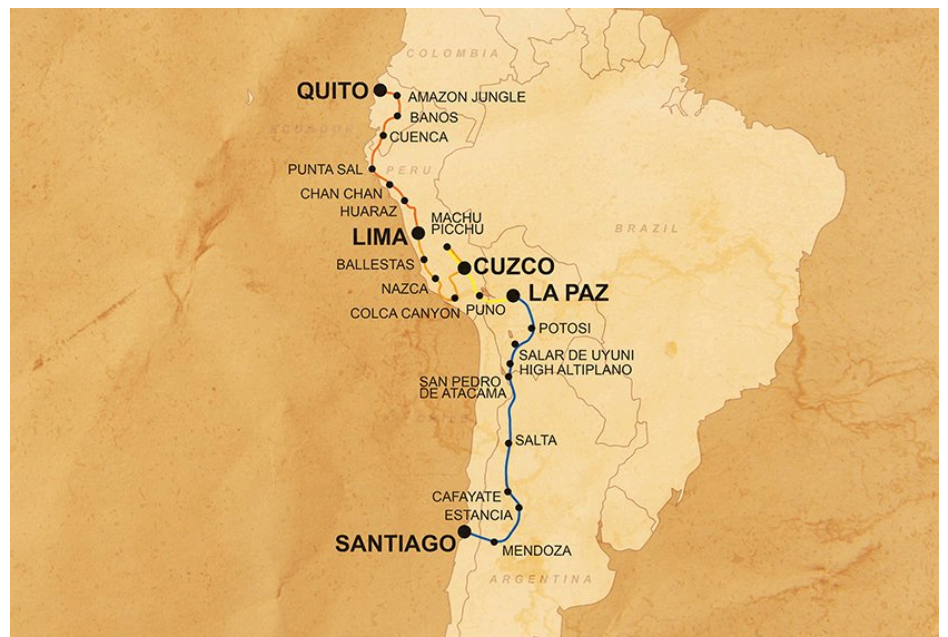 COLOMBIA
QUITO
AMAZON JUNGLE
BANOS
ECUADOR
CUENCA
PUNTA SAL
PERU
CHAN CHAN
HUARAZ
MACHU
PICCHU
BRAZIL
LIMA
BALLESTAS
CUZCO
NAZCA
LA PAZ
COLCA CANYON
PUNO
POTOSI
SALAR DE UYUNI
HIGH ALTIPLANO
SAN PEDRO
DE ATACAMA
CHILE
SALTA
CAFAYATE
ESTANCIA
SANTIAGO
MENDOZA
ARGENTINA